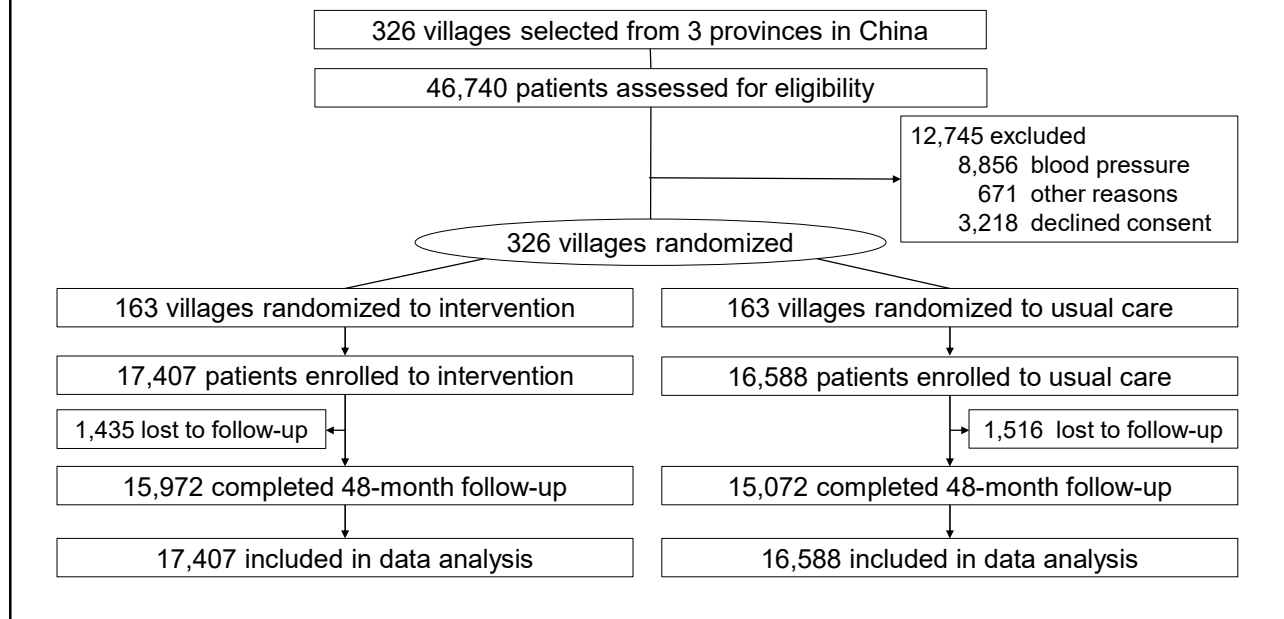 326 villages selected from 3 provinces in China
46,740 patients assessed for eligibility
12,745 excluded
8,856 blood pressure
671 other reasons
3,218 declined consent
326 villages randomized
163 villages randomized to intervention
163 villages randomized to usual care
17,407 patients enrolled to intervention
16,588 patients enrolled to usual care
1,435 lost to follow-up
1,516 lost to follow-up
15,972 completed 48-month follow-up
15,072 completed 48-month follow-up
17,407 included in data analysis
16,588 included in data analysis